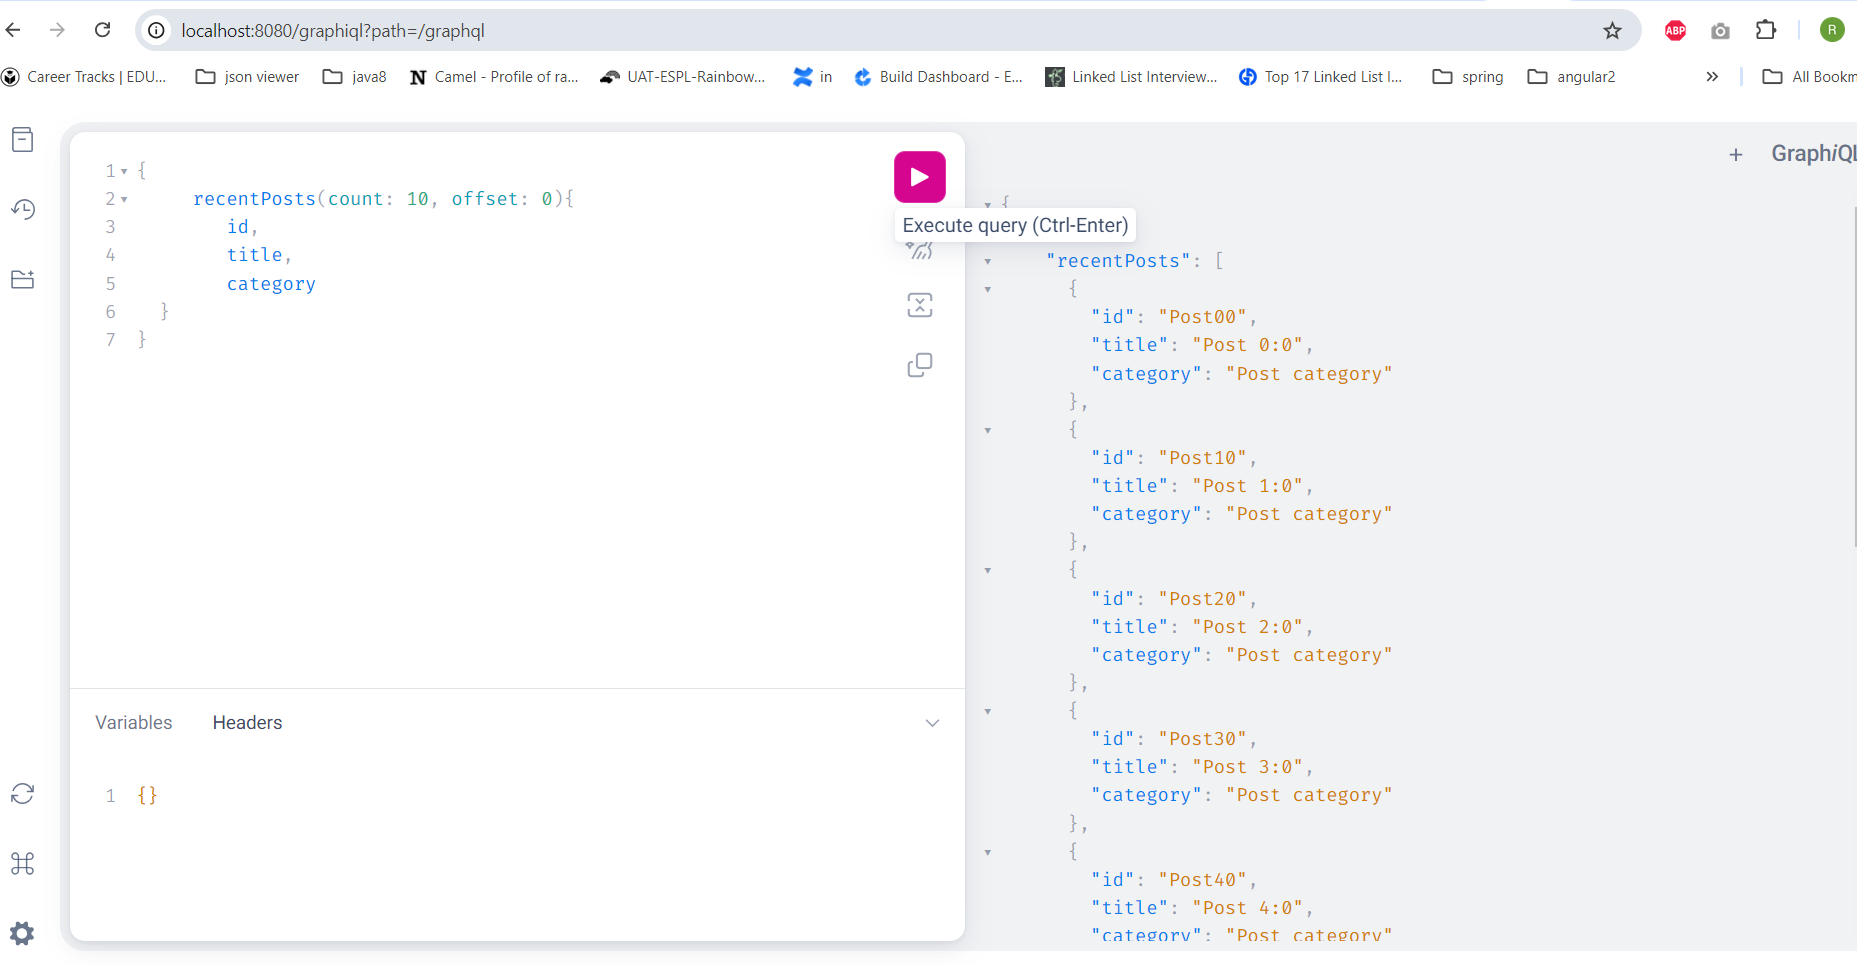 localhost:8080/graphiql?path=/graphql
ABP
R
Career Tracks | EDU...
json viewer
java8
N Camel - Profile of ra...
UAT-ESPL-Rainbow...
in
Build Dashboard - E...
Linked List Interview...
Top 17 Linked List I...
spring
angular2
»
All Bookm
+ GraphiQL
1 {
2 recentPosts(count: 10, offset: 0){
3 id,
4 title,
5 category
6 }
7 }
Execute query (Ctrl-Enter)
Variables
Headers
1 {}
{
"recentPosts": [
{
"id": "Post00",
"title": "Post 0:0",
"category": "Post category"
},
{
"id": "Post10",
"title": "Post 1:0",
"category": "Post category"
},
{
"id": "Post20",
"title": "Post 2:0",
"category": "Post category"
},
{
"id": "Post30",
"title": "Post 3:0",
"category": "Post category"
},
{
"id": "Post40",
"title": "Post 4:0",
"category": "Post category"